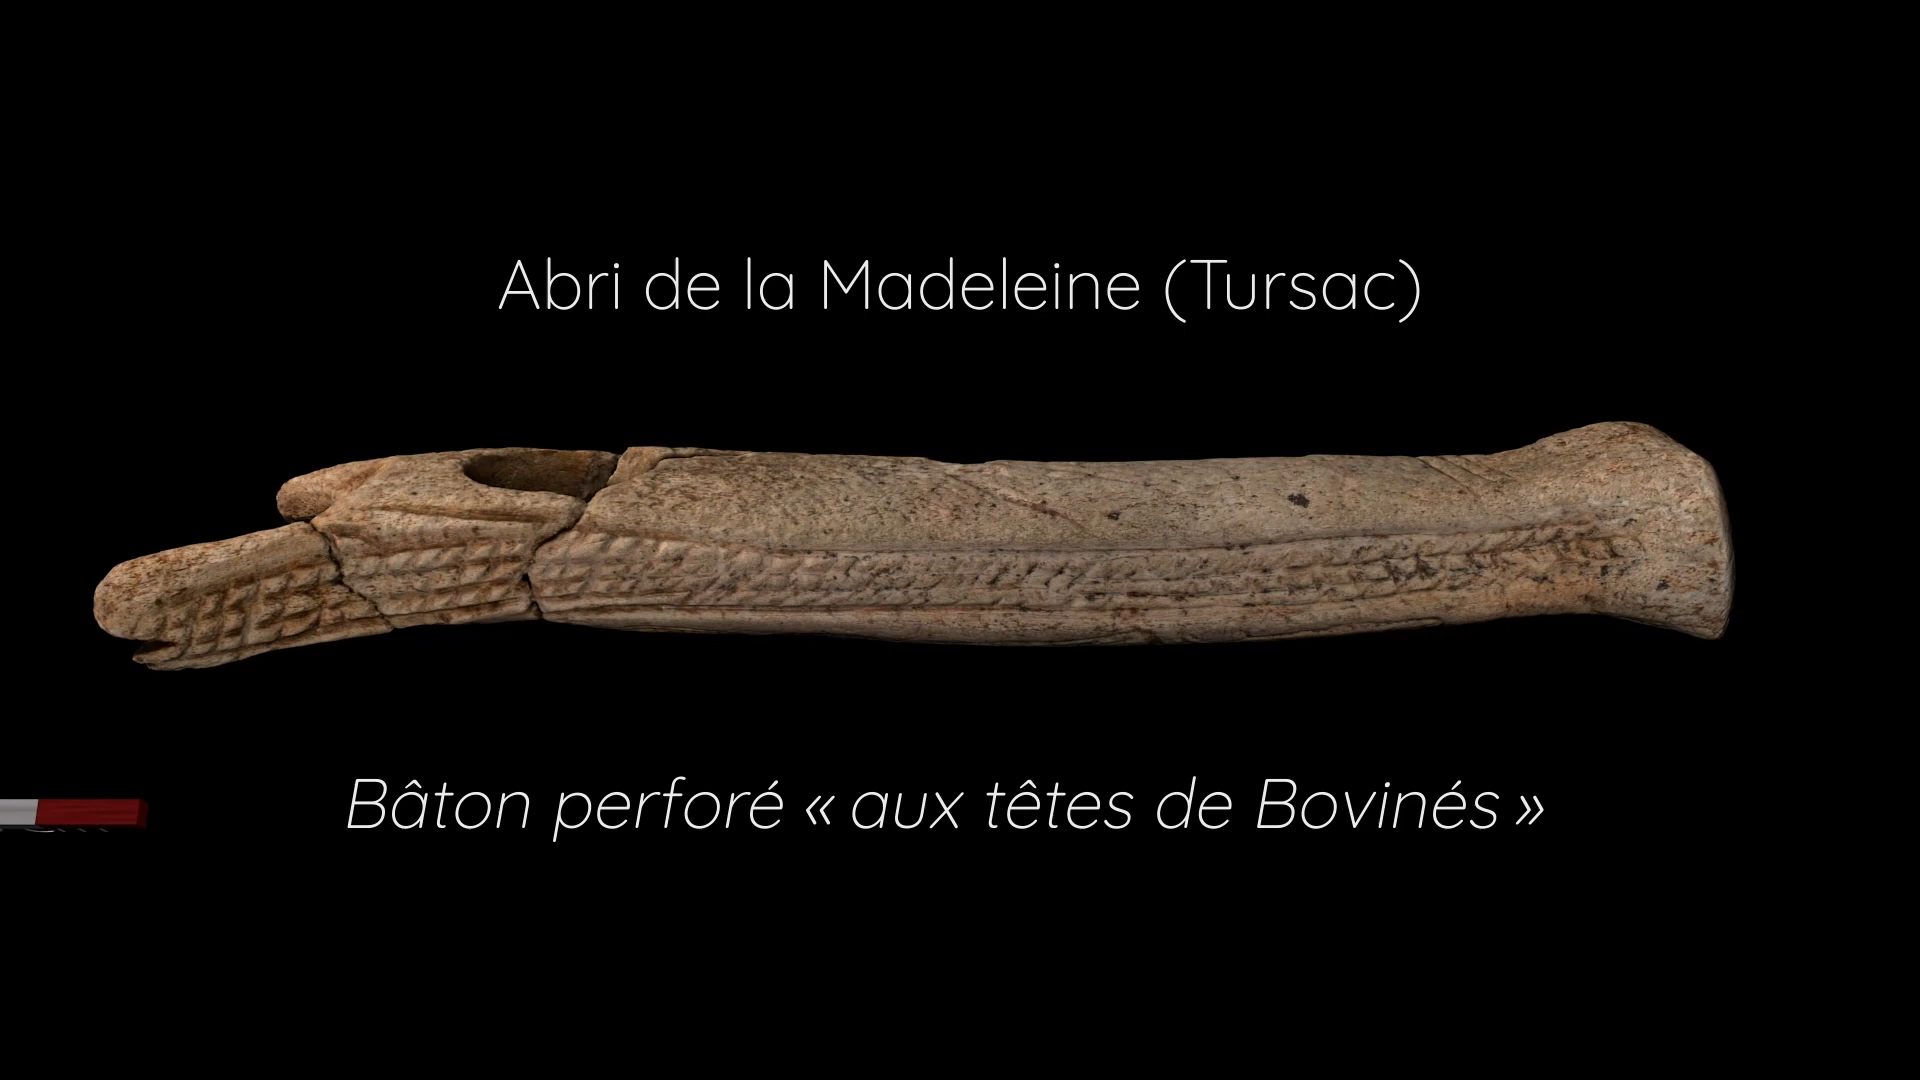 Abri de la Madeleine (Tursac)
Bâton perforé « aux têtes de Bovinés »